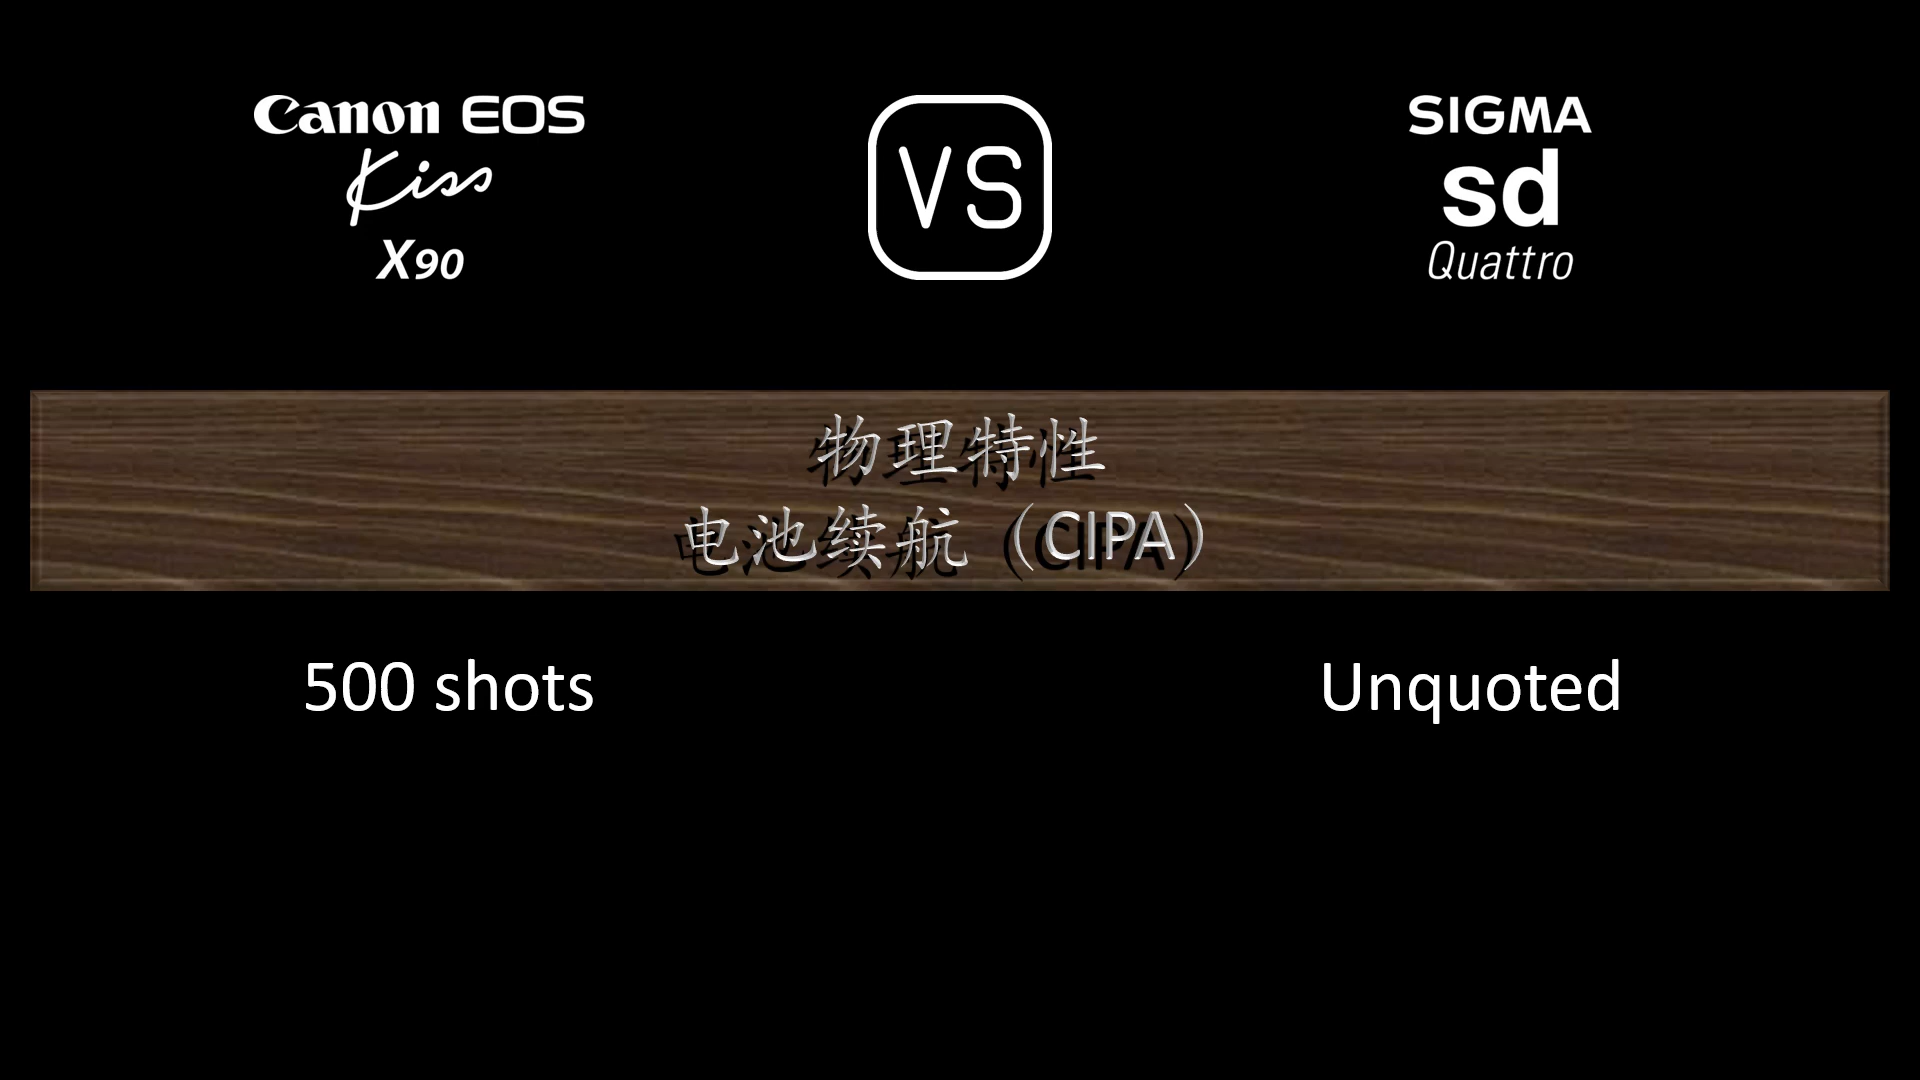 Canon EOS
Kiss
X90
VS
SIGMA
sd
Quattro
物理特性
电池续航（CIPA）
500 shots
Unquoted